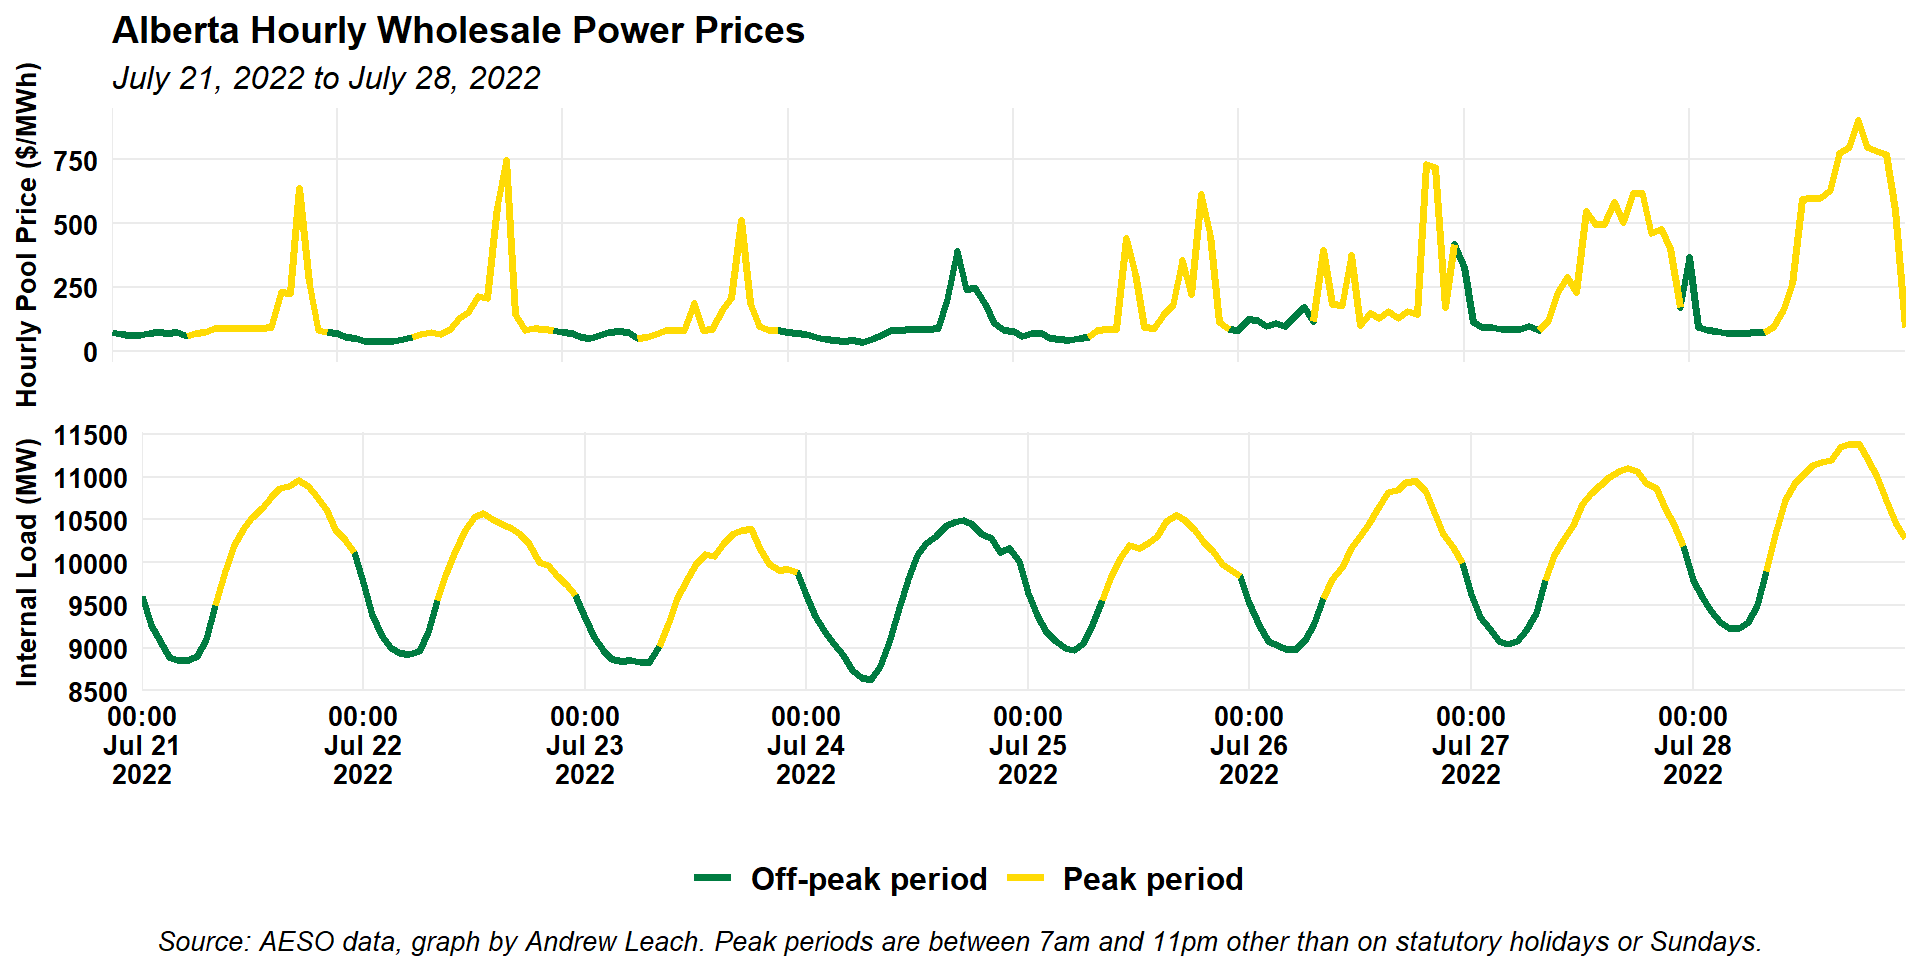 Alberta Hourly Wholesale Power Prices
July 21, 2022 to July 28, 2022
Hourly Pool Price ($/MWh)
750
500
250
0
Internal Load (MW)
11500
11000
10500
10000
9500
9000
8500
00:00 00:00 00:00 00:00 00:00 00:00 00:00 00:00
Jul 21 Jul 22 Jul 23 Jul 24 Jul 25 Jul 26 Jul 27 Jul 28
2022 2022 2022 2022 2022 2022 2022 2022
Off-peak period Peak period
Source: AESO data, graph by Andrew Leach. Peak periods are between 7am and 11pm other than on statutory holidays or Sundays.